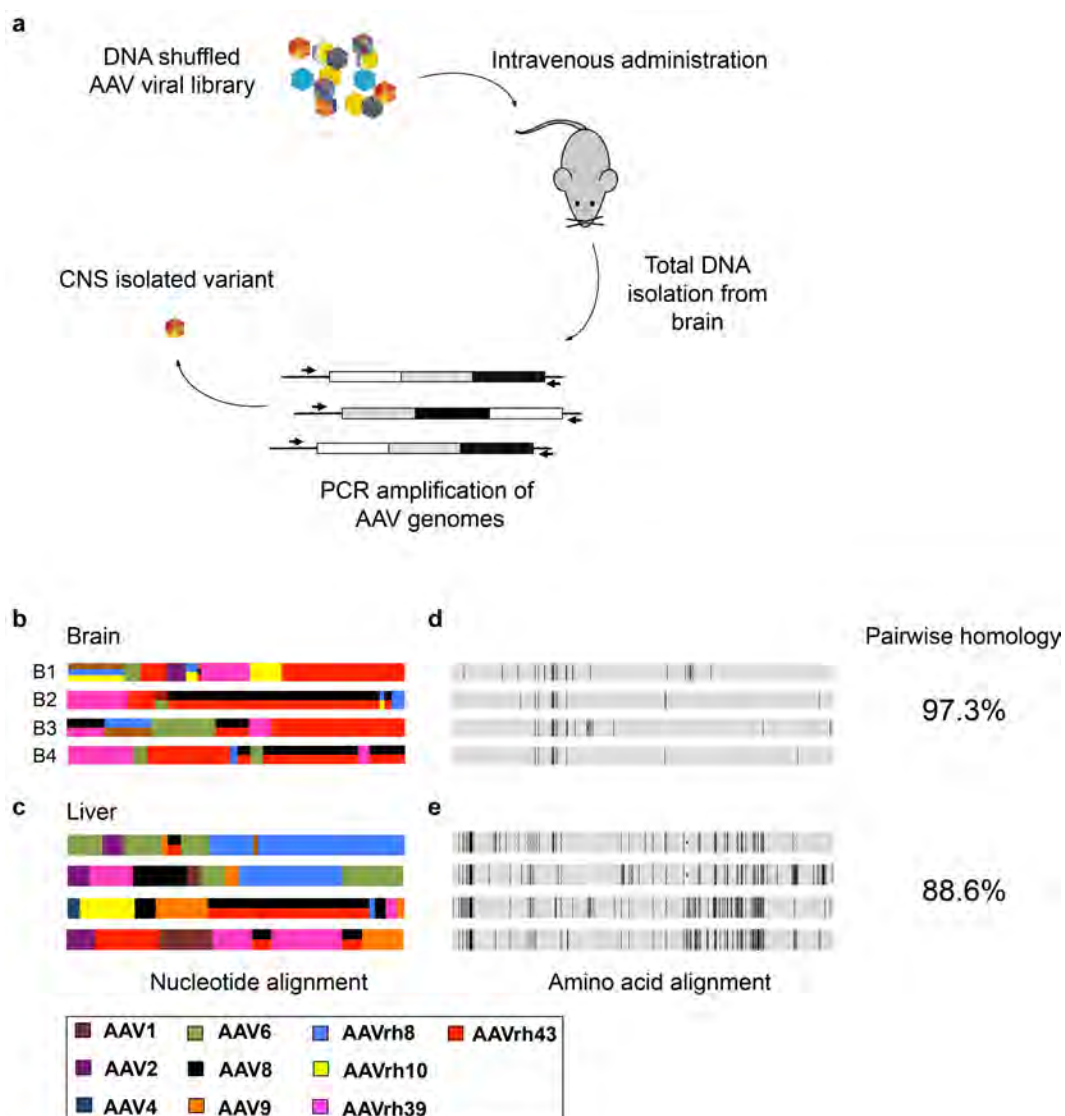 a
DNA shuffled
AAV viral library
Intravenous administration
Total DNA
isolation from
brain
CNS isolated variant
PCR amplification of
AAV genomes
b
Brain
d
Pairwise homology
B1
B2
B3
B4
97.3%
c
Liver
e
88.6%
Nucleotide alignment
Amino acid alignment
AAV1 AAV6 AAVrh8 AAVrh43
AAV2 AAV8 AAVrh10
AAV4 AAV9 AAVrh39